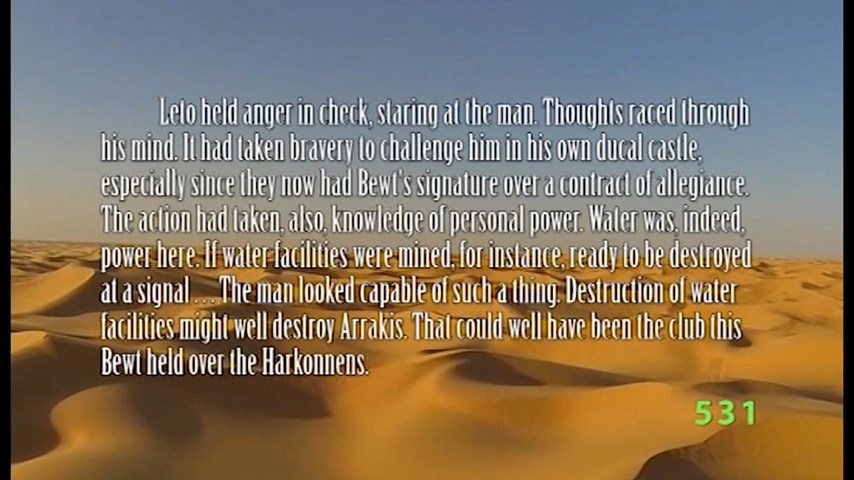 Leto held anger in check, staring at the man. Thoughts raced through
his mind. It had taken bravery to challenge him in his own ducal castle,
especially since they now had Bewt's signature over a contract of allegiance.
The action had taken, also, knowledge of personal power. Water was, indeed,
power here. If water facilities were mined, for instance, ready to be destroyed
at a signal . . . The man looked capable of such a thing. Destruction of water
facilities might well destroy Arrakis. That could well have been the club this
Bewt held over the Harkonnens.
531